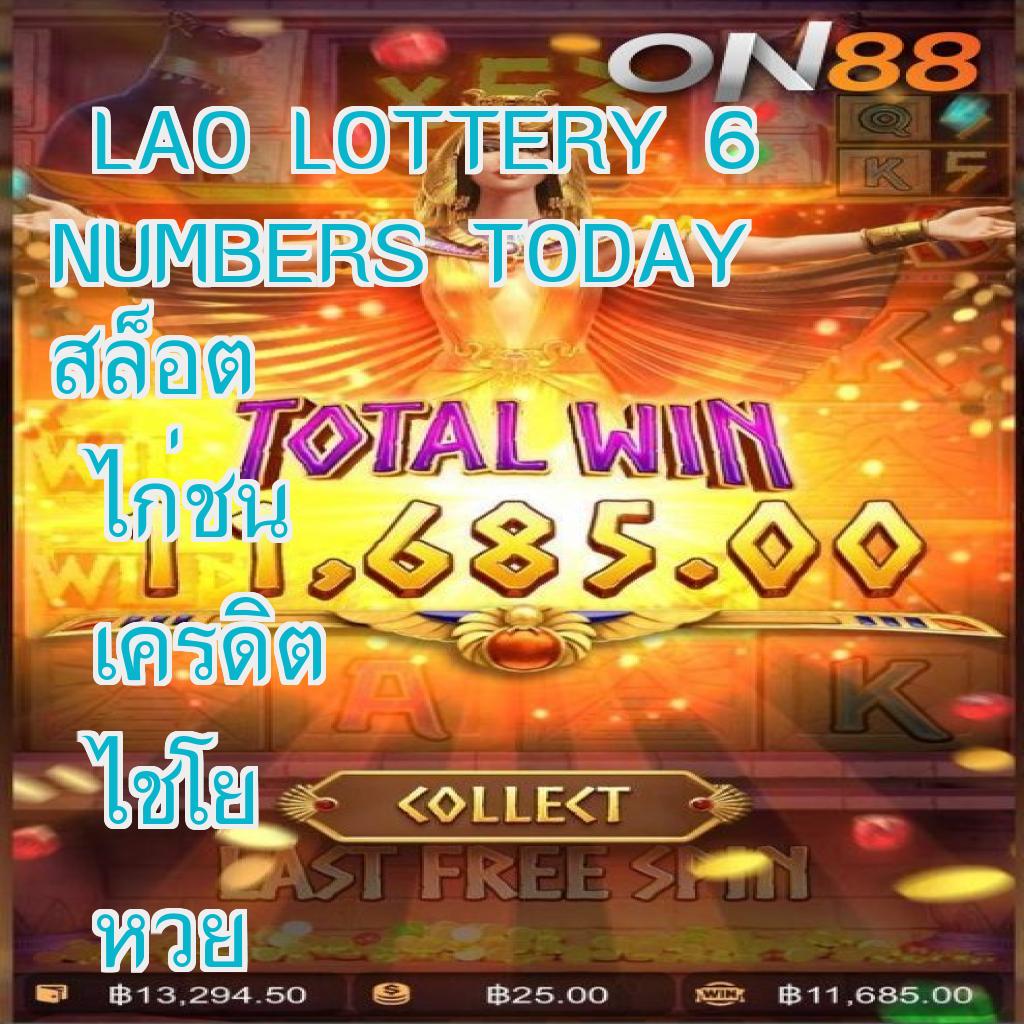 ON88
LAO LOTTERY 6
NUMBERS TODAY
สล็อต
ไก่ชน
เครดิต
ไชโย
หวย
TOTAL WIN
11,685.00
Q
K 5
A
K
COLLECT
LAST FREE SPIN
฿13,294.50 ฿25.00 WIN ฿11,685.00